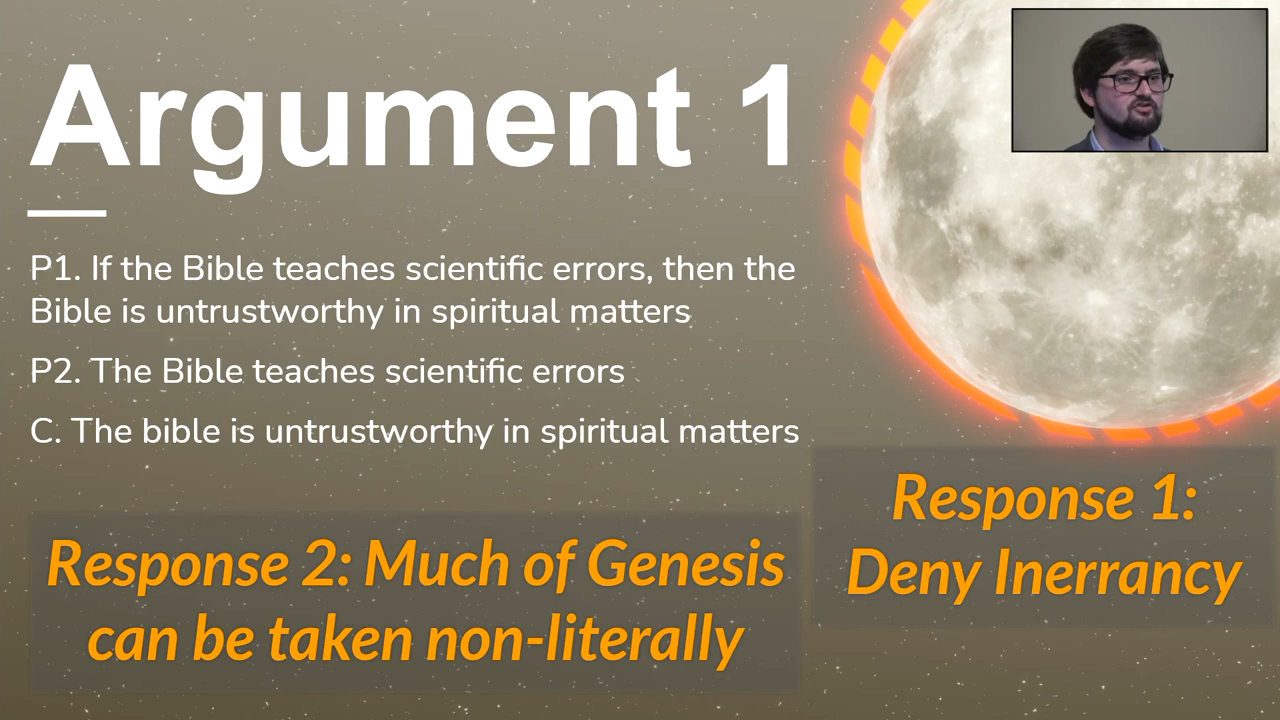 Argument 1
P1. If the Bible teaches scientific errors, then the
Bible is untrustworthy in spiritual matters
P2. The Bible teaches scientific errors
C. The bible is untrustworthy in spiritual matters
Response 1:
Deny Inerrancy
Response 2: Much of Genesis
can be taken non-literally